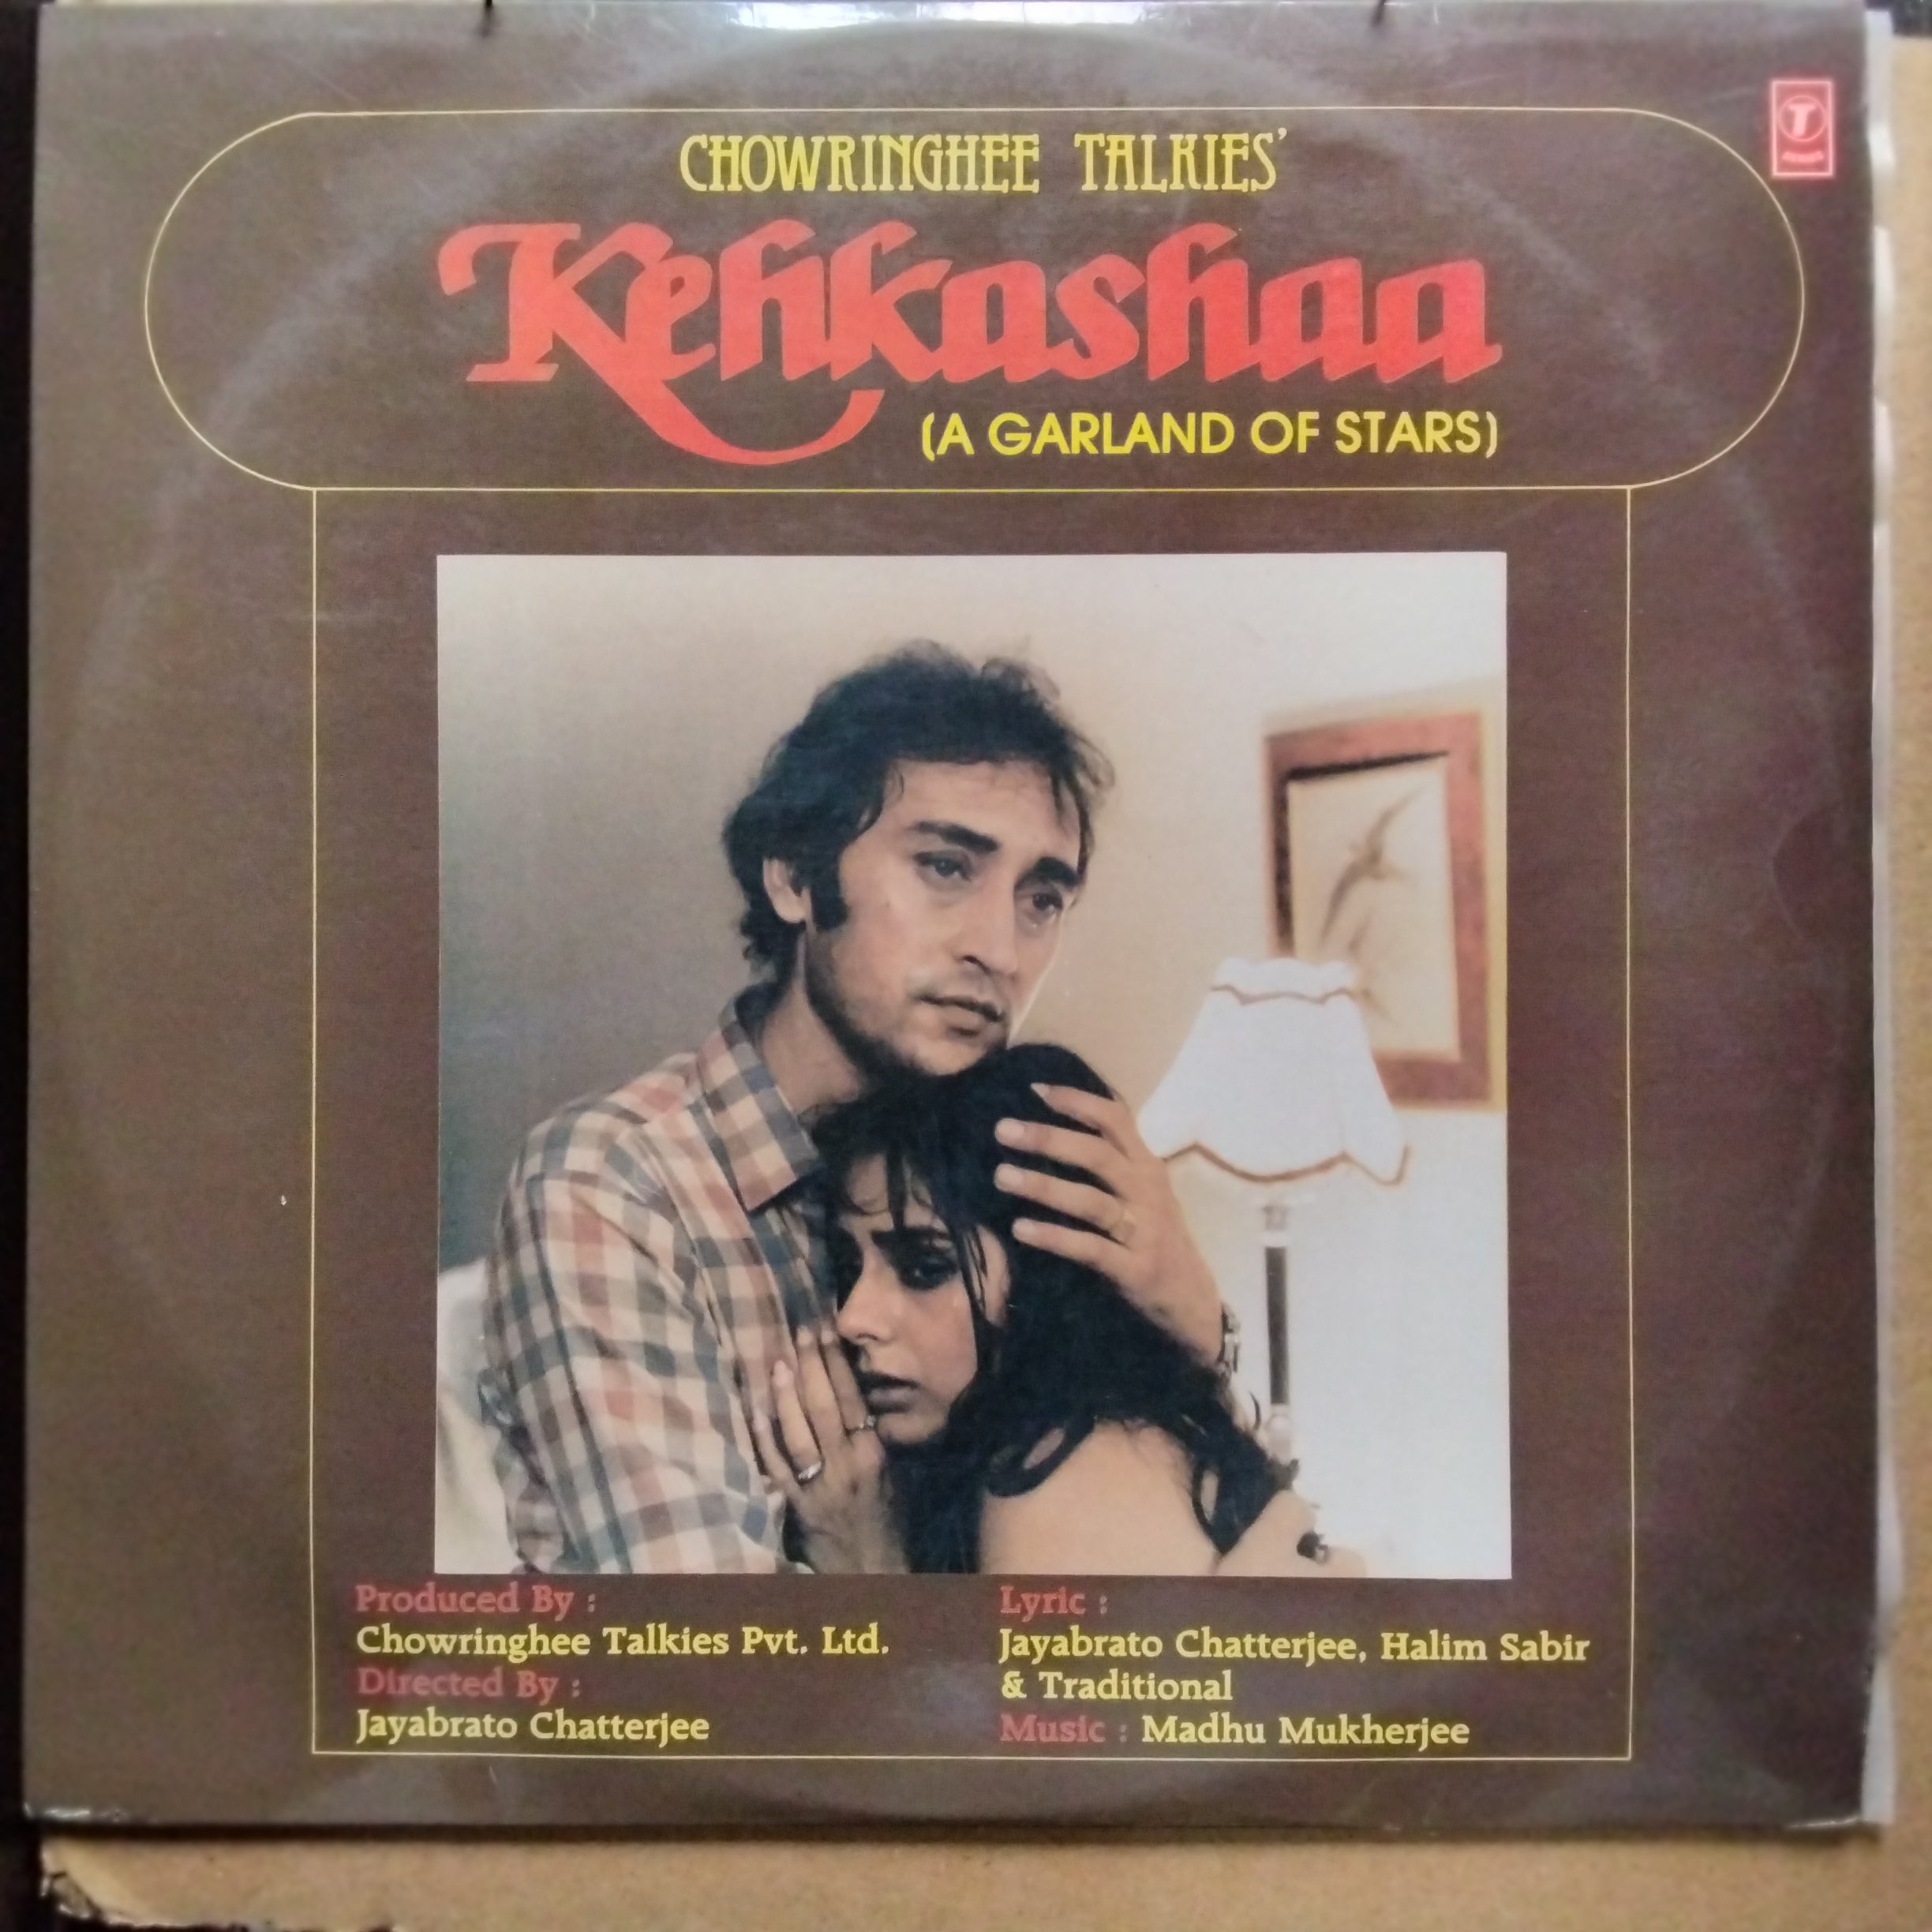 CHOWRINGHEE TALKIES'
Kehkashaa
(A GARLAND OF STARS)
T
SERIES
Produced By :
Chowringhee Talkies Pvt. Ltd.
Directed By :
Jayabrato Chatterjee
Lyric :
Jayabrato Chatterjee, Halim Sabir
& Traditional
Music : Madhu Mukherjee